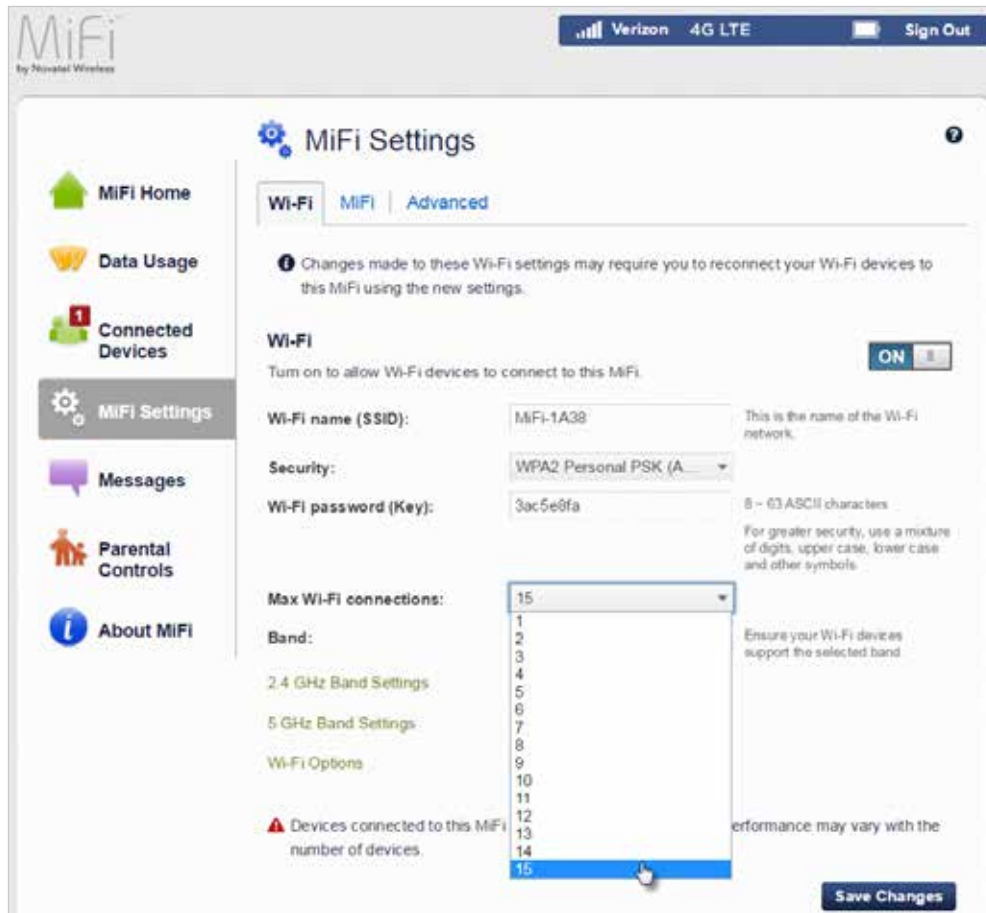 MiFi
by Novatel Wireless
Verizon 4G LTE Sign Out
MiFi Settings
MiFi Home
Data Usage
1
Connected
Devices
MiFi Settings
Messages
Parental
Controls
About MiFi
Wi-Fi MiFi Advanced
Changes made to these Wi-Fi settings may require you to reconnect your Wi-Fi devices to
this MiFi using the new settings.
Wi-Fi
ON
Turn on to allow Wi-Fi devices to connect to this MiFi.
Wi-Fi name (SSID): MiFi-1A38 This is the name of the Wi-Fi
network.
Security: WPA2 Personal PSK (A...
Wi-Fi password (Key): 3ac5e8fa 8 – 63 ASCII characters
For greater security, use a mixture
of digits, upper case, lower case
and other symbols.
Max Wi-Fi connections: 15
1
2
3
4
5
6
7
8
9
10
11
12
13
14
15
Band: Ensure your Wi-Fi devices
support the selected band
2.4 GHz Band Settings
5 GHz Band Settings
Wi-Fi Options
Devices connected to this MiFi erformance may vary with the
number of devices.
Save Changes